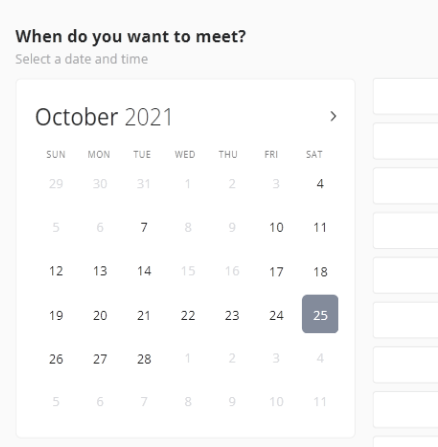 When do you want to meet?
Select a date and time
October 2021
SUN MON TUE WED THU FRI SAT
29 30 31 1 2 3 4
5 6 7 8 9 10 11
12 13 14 15 16 17 18
19 20 21 22 23 24 25
26 27 28 1 2 3 4
5 6 7 8 9 10 11